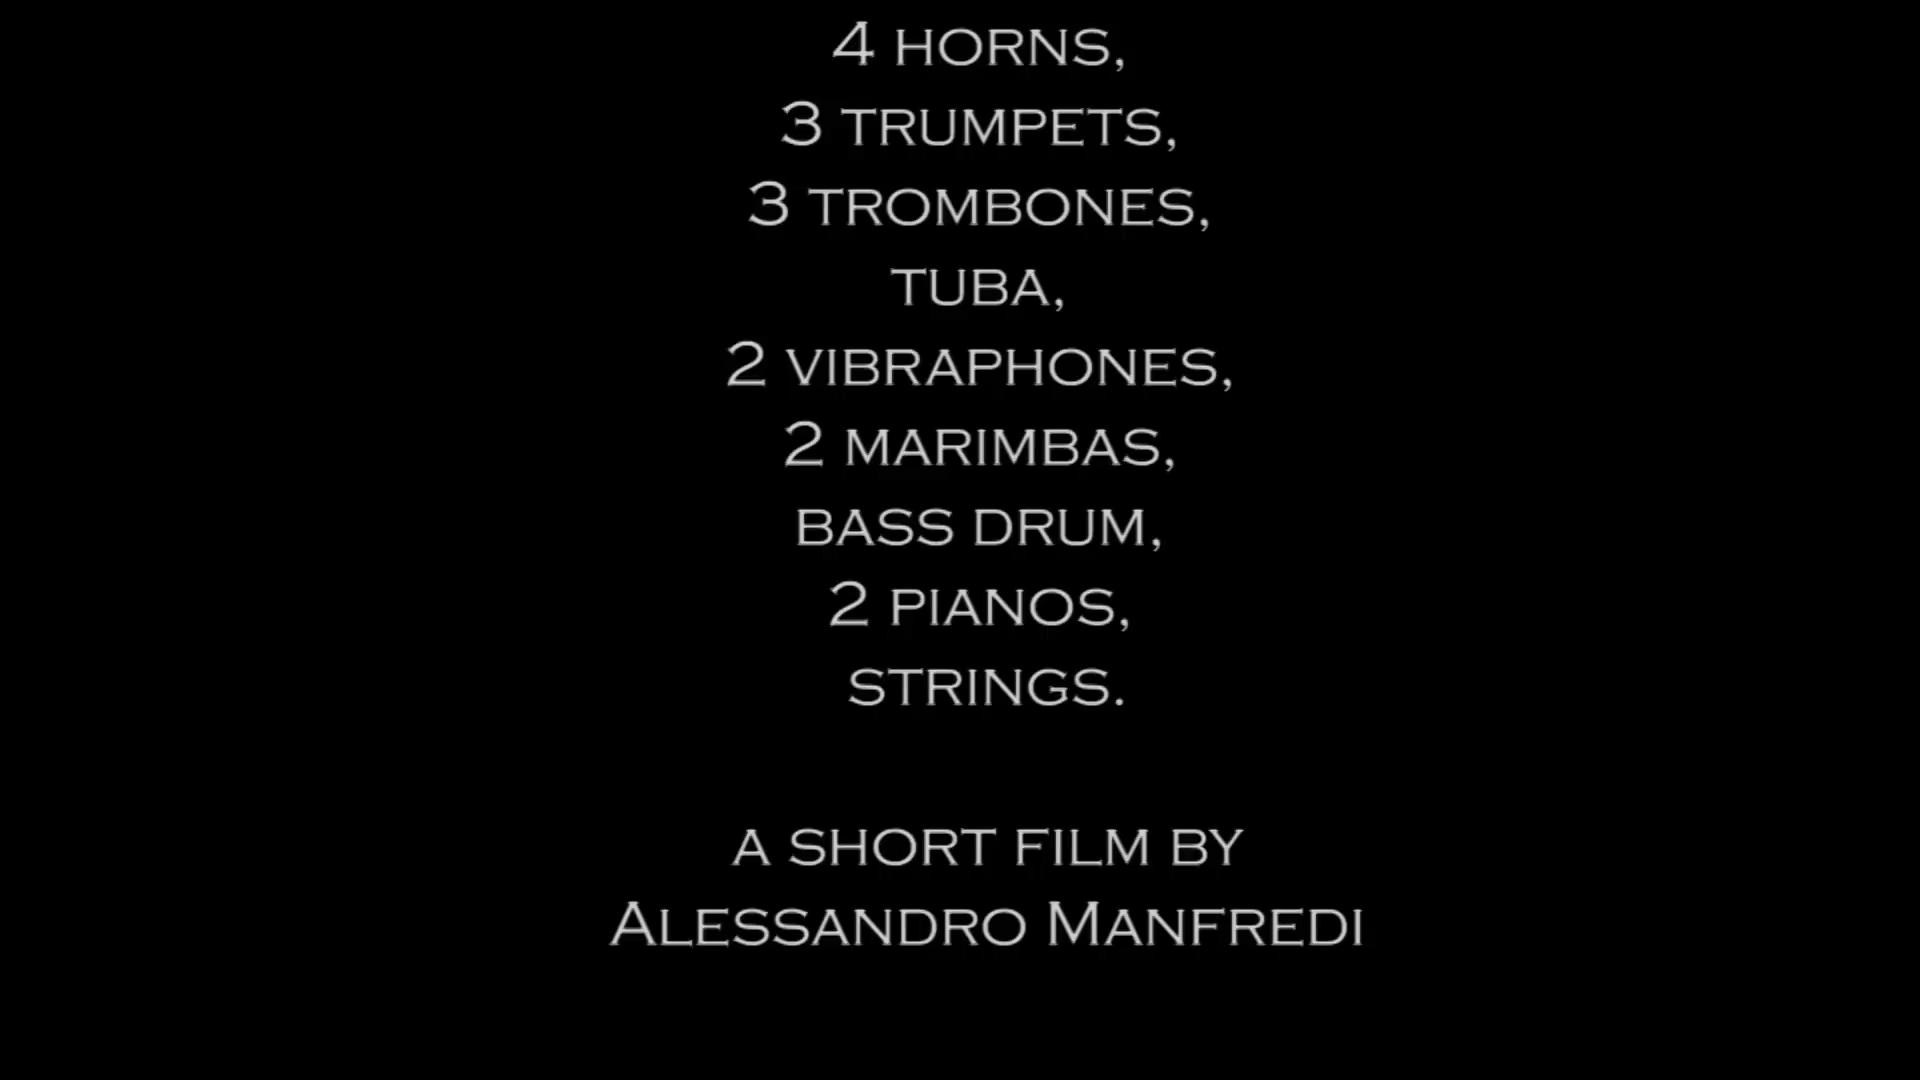 4 HORNS,
3 TRUMPETS,
3 TROMBONES,
TUBA,
2 VIBRAPHONES,
2 MARIMBAS,
BASS DRUM,
2 PIANOS,
STRINGS.
A SHORT FILM BY
ALESSANDRO MANFREDI